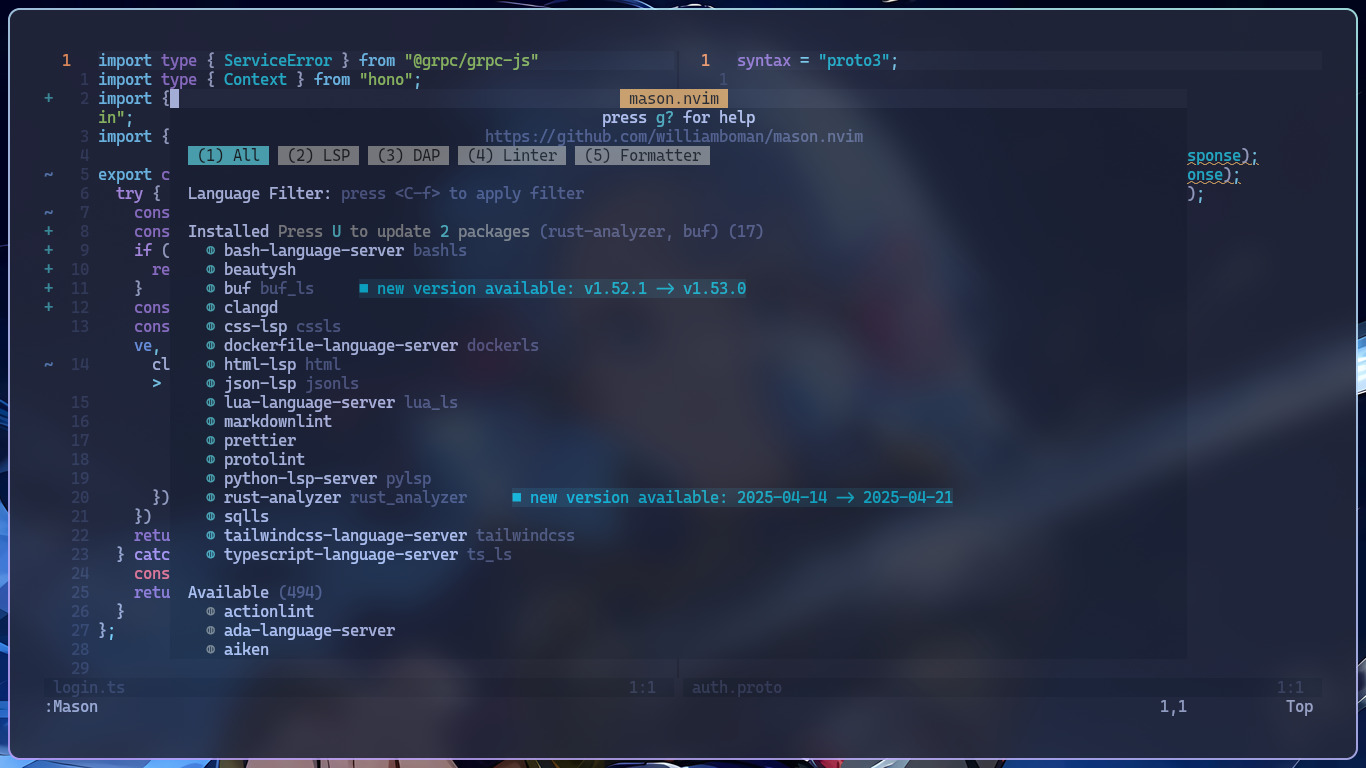 1 import type { ServiceError } from "@grpc/grpc-js"
1 import type { Context } from "hono";
+ 2 import {
in";
3 import {
4
~ 5 export c
6 try {
~ 7 cons
+ 8 cons
+ 9 if (
+ 10 re
+ 11 }
+ 12 cons
13 cons
ve,
~ 14 cl
>
15
16
17
18
19
20 })
21 })
22 retu
23 } catc
24 cons
25 retu
26 }
27 };
28
29
1 syntax = "proto3";
1
sponse);
onse);
);
mason.nvim
press g? for help
https://github.com/williamboman/mason.nvim
(1) All (2) LSP (3) DAP (4) Linter (5) Formatter
Language Filter: press <C-f> to apply filter
Installed Press U to update 2 packages (rust-analyzer, buf) (17)
◍ bash-language-server bashls
◍ beautysh
◍ buf buf_ls ■ new version available: v1.52.1 -> v1.53.0
◍ clangd
◍ css-lsp cssls
◍ dockerfile-language-server dockerls
◍ html-lsp html
◍ json-lsp jsonls
◍ lua-language-server lua_ls
◍ markdownlint
◍ prettier
◍ protolint
◍ python-lsp-server pylsp
◍ rust-analyzer rust_analyzer ■ new version available: 2025-04-14 -> 2025-04-21
◍ sqlls
◍ tailwindcss-language-server tailwindcss
◍ typescript-language-server ts_ls
Available (494)
◍ actionlint
◍ ada-language-server
◍ aiken
login.ts 1:1 auth.proto 1:1
:Mason 1,1 Top